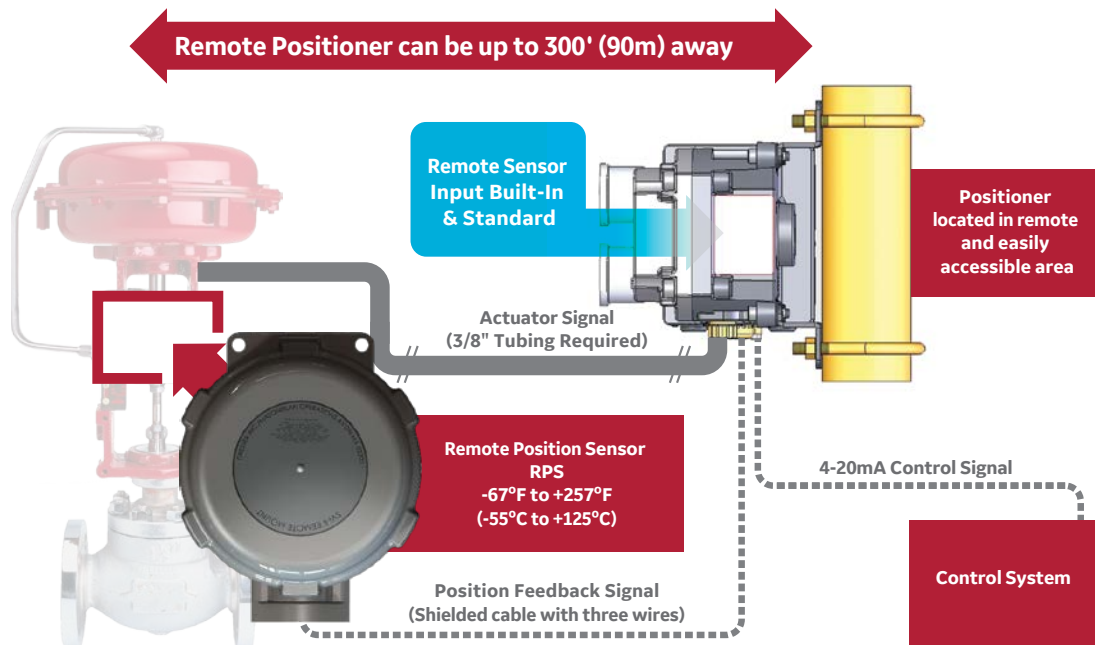 Remote Positioner can be up to 300' (90m) away
Remote Sensor
Input Built-In
& Standard
Positioner
located in remote
and easily
accessible area
Actuator Signal
(3/8" Tubing Required)
Remote Position Sensor
RPS
-67°F to +257°F
(-55°C to +125°C)
4-20mA Control Signal
Control System
Position Feedback Signal
(Shielded cable with three wires)
REMOTE MOUNT